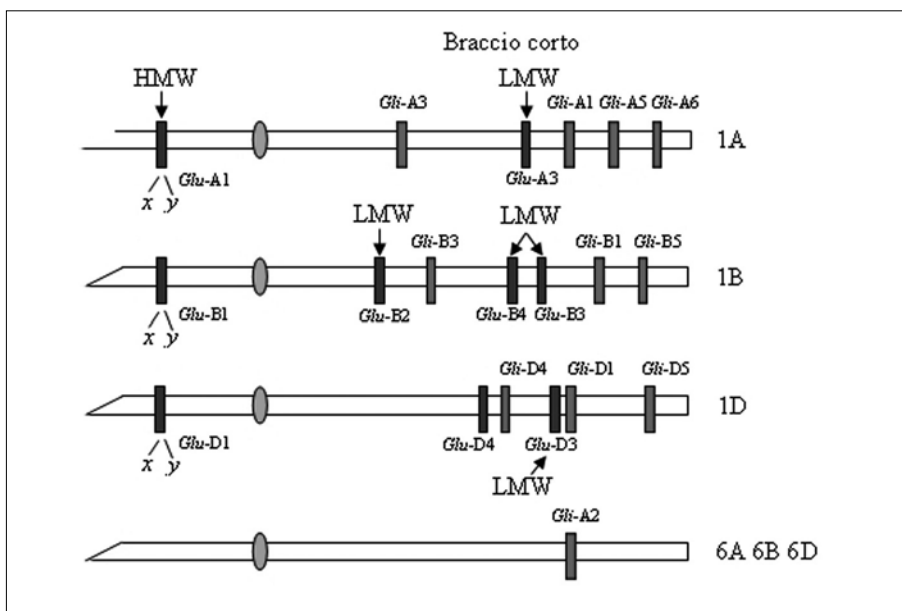 Braccio corto
HMW
LMW
Gli-A3
Gli-A1
Gli-A5
Gli-A6
1A
Glu-A1
Glu-A3
x y
LMW
LMW
Gli-B3
Gli-B1
Gli-B5
1B
Glu-B1
Glu-B2
Glu-B4
Glu-B3
x y
Gli-D4
Gli-D1
Gli-D5
1D
Glu-D1
Glu-D4
Glu-D3
x y
LMW
Gli-A2
6A 6B 6D